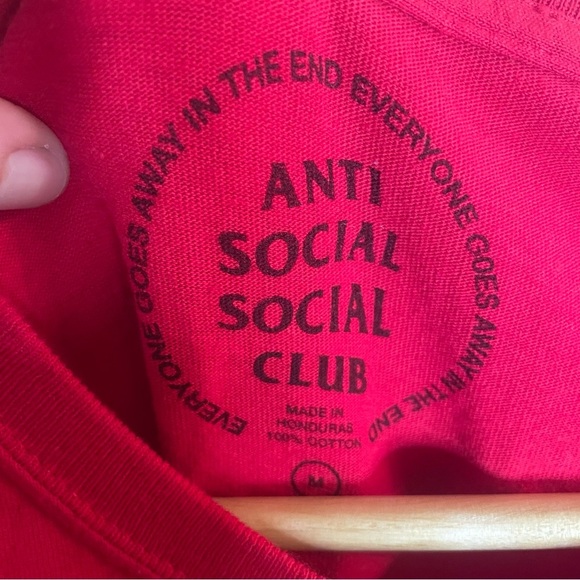 EVERYONE GOES AWAY IN THE END EVERYONE GOES AWAY IN THE END
ANTI
SOCIAL
SOCIAL
CLUB
MADE IN
HONDURAS
100% COTTON
M